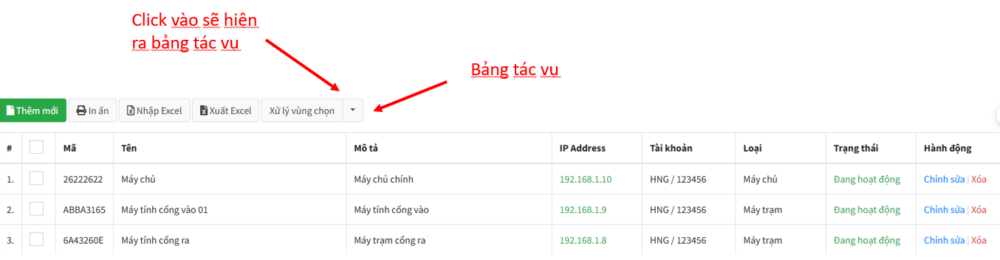 Click vào sẽ hiện
ra bảng tác vụ
Bảng tác vụ
Thêm mới In ấn Nhập Excel Xuất Excel Xử lý vùng chọn
# Mã Tên Mô tả IP Address Tài khoản Loại Trạng thái Hành động
1. 26222622 Máy chủ Máy chủ chính 192.168.1.10 HNG / 123456 Máy chủ Đang hoạt động Chỉnh sửa | Xóa
2. ABBA3165 Máy tính cổng vào 01 Máy tính cổng vào 192.168.1.9 HNG / 123456 Máy trạm Đang hoạt động Chỉnh sửa | Xóa
3. 6A43260E Máy tính cổng ra Máy trạm cổng ra 192.168.1.8 HNG / 123456 Máy trạm Đang hoạt động Chỉnh sửa | Xóa